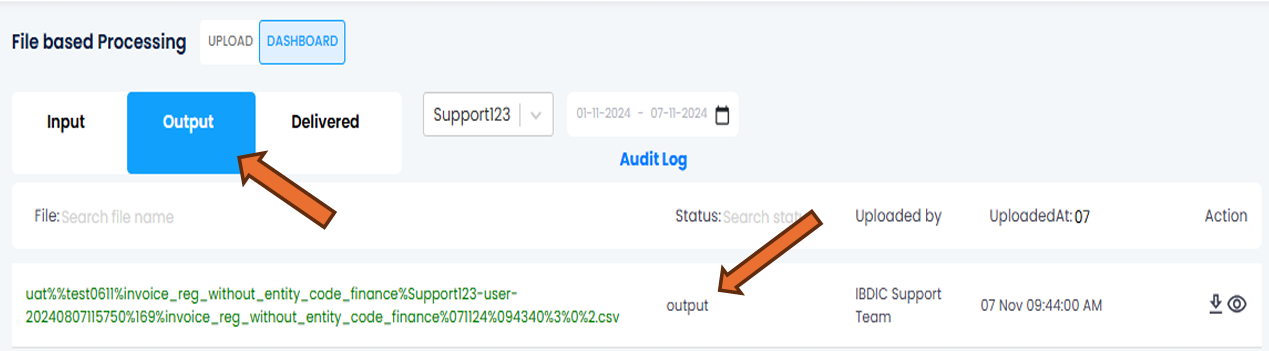 File based Processing UPLOAD DASHBOARD
Input Output Delivered Support123 01-11-2024 - 07-11-2024
Audit Log
File: Search file name Status: Search Uploaded by UploadedAt: 07 Action
uat%%test0611%invoice_reg_without_entity_code_finance%Support123-user-
20240807115750%169%invoice_reg_without_entity_code_finance%071124%094340%3%0%2.csv
output
IBDIC Support
Team
07 Nov 09:44:00 AM